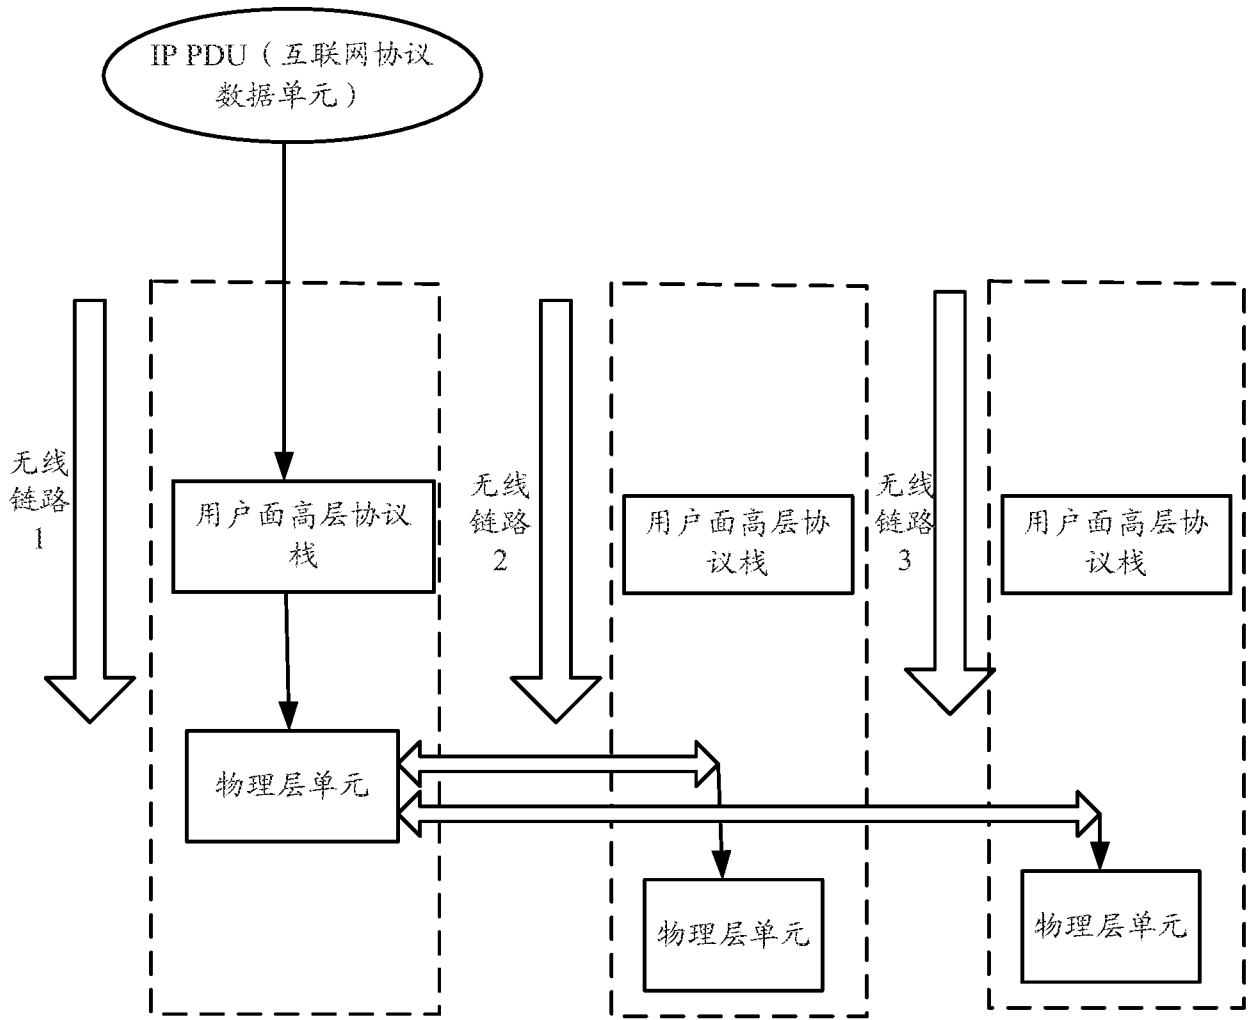 IP PDU（互联网协议
数据单元）
无线
链路
1
用户面高层协议
栈
无线
链路
2
用户面高层协
议栈
无线
链路
3
用户面高层协
议栈
物理层单元
物理层单元
物理层单元